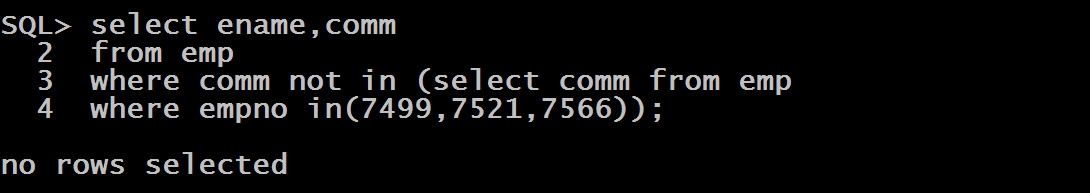 SQL> select ename,comm
2 from emp
3 where comm not in (select comm from emp
4 where empno in(7499,7521,7566));
no rows selected